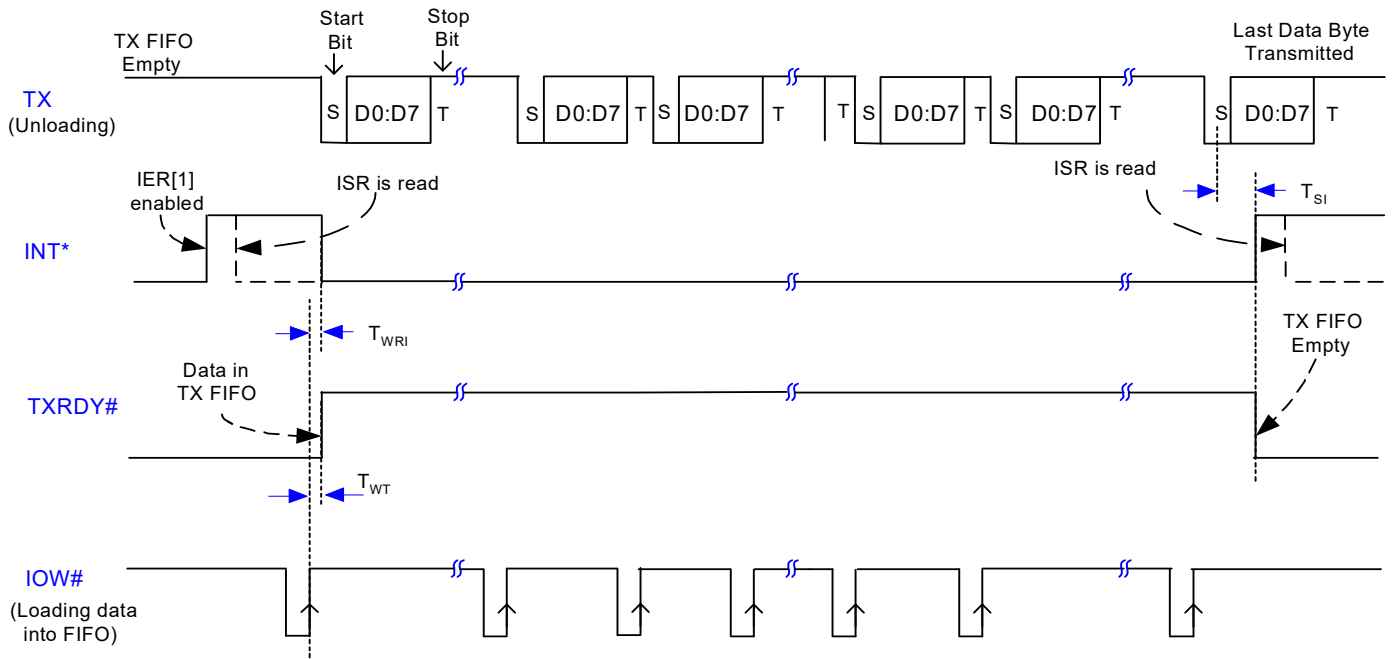 Start
Bit
Stop
Bit
TX FIFO
Empty
Last Data Byte
Transmitted
TX
(Unloading)
S D0:D7 T S D0:D7 T S D0:D7 T T S D0:D7 T S D0:D7 T S D0:D7 T
IER[1]
enabled
ISR is read
ISR is read
TSI
INT*
TWRI
TX FIFO
Empty
Data in
TX FIFO
TXRDY#
TWT
IOW#
(Loading data
into FIFO)